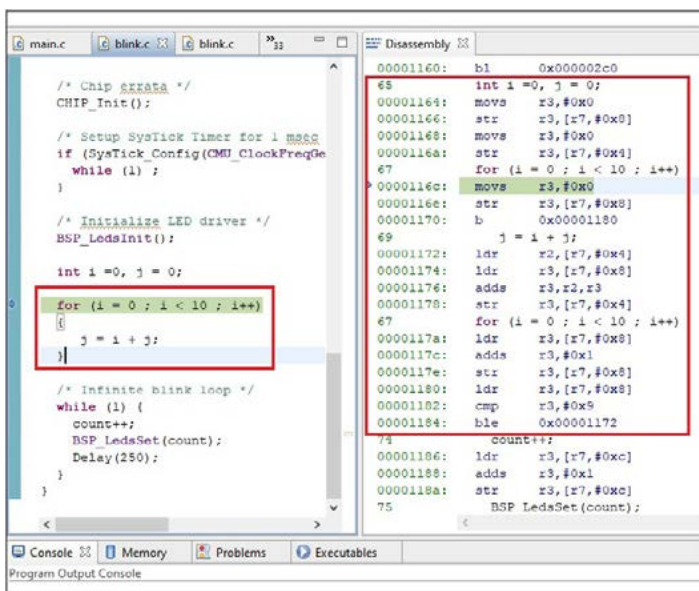 main.c
blink.c
blink.c
»33
/* Chip errata */
CHIP_Init();
/* Setup SysTick Timer for 1 msec
if (SysTick_Config(CMU_ClockFreqGe
while (1) ;
}
/* Initialize LED driver */
BSP_LedsInit();
int i =0, j = 0;
for (i = 0 ; i < 10 ; i++)
{
j = i + j;
}
/* Infinite blink loop */
while (1) {
count++;
BSP_LedsSet(count);
Delay(250);
}
}
Disassembly
00001160: bl 0x000002c0
65 int i =0, j = 0;
00001164: movs r3,#0x0
00001166: str r3,[r7,#0x8]
00001168: movs r3,#0x0
0000116a: str r3,[r7,#0x4]
67 for (i = 0 ; i < 10 ; i++)
0000116c: movs r3,#0x0
0000116e: str r3,[r7,#0x8]
00001170: b 0x00001180
69 j = i + j;
00001172: ldr r2,[r7,#0x4]
00001174: ldr r3,[r7,#0x8]
00001176: adds r3,r2,r3
00001178: str r3,[r7,#0x4]
67 for (i = 0 ; i < 10 ; i++)
0000117a: ldr r3,[r7,#0x8]
0000117c: adds r3,#0x1
0000117e: str r3,[r7,#0x8]
00001180: ldr r3,[r7,#0x8]
00001182: cmp r3,#0x9
00001184: ble 0x00001172
74 count++;
00001186: ldr r3,[r7,#0xc]
00001188: adds r3,#0x1
0000118a: str r3,[r7,#0xc]
75 BSP_LedsSet(count);
Console
Memory
Problems
Executables
Program Output Console